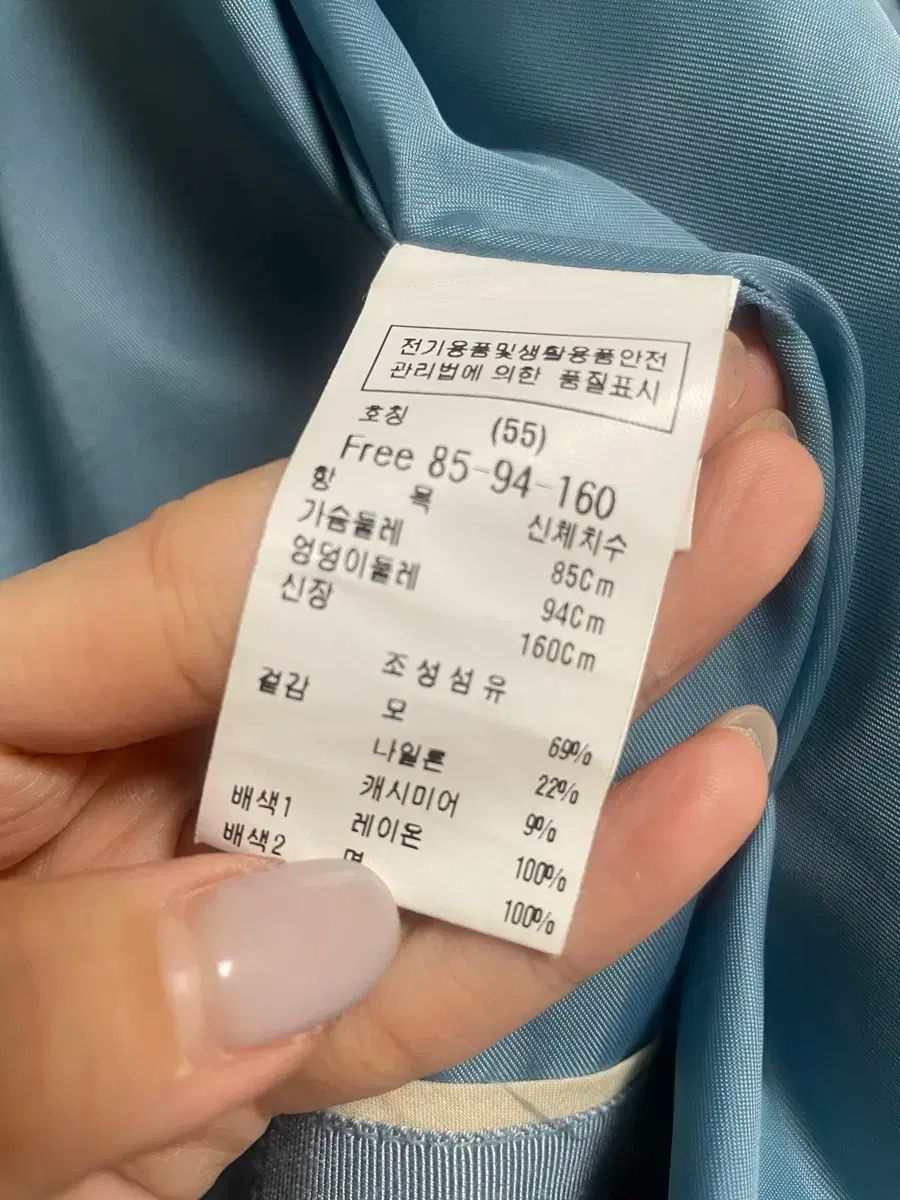 전기용품및생활용품안전
관리법에 의한 품질표시
호칭 (55)
Free 85-94-160
항 목 신체치수
가슴둘레 85Cm
엉덩이둘레 94Cm
신장 160Cm
조성섬유
겉감 모 69%
나일론 22%
캐시미어 9%
배색1 레이온 100%
배색2 면 100%